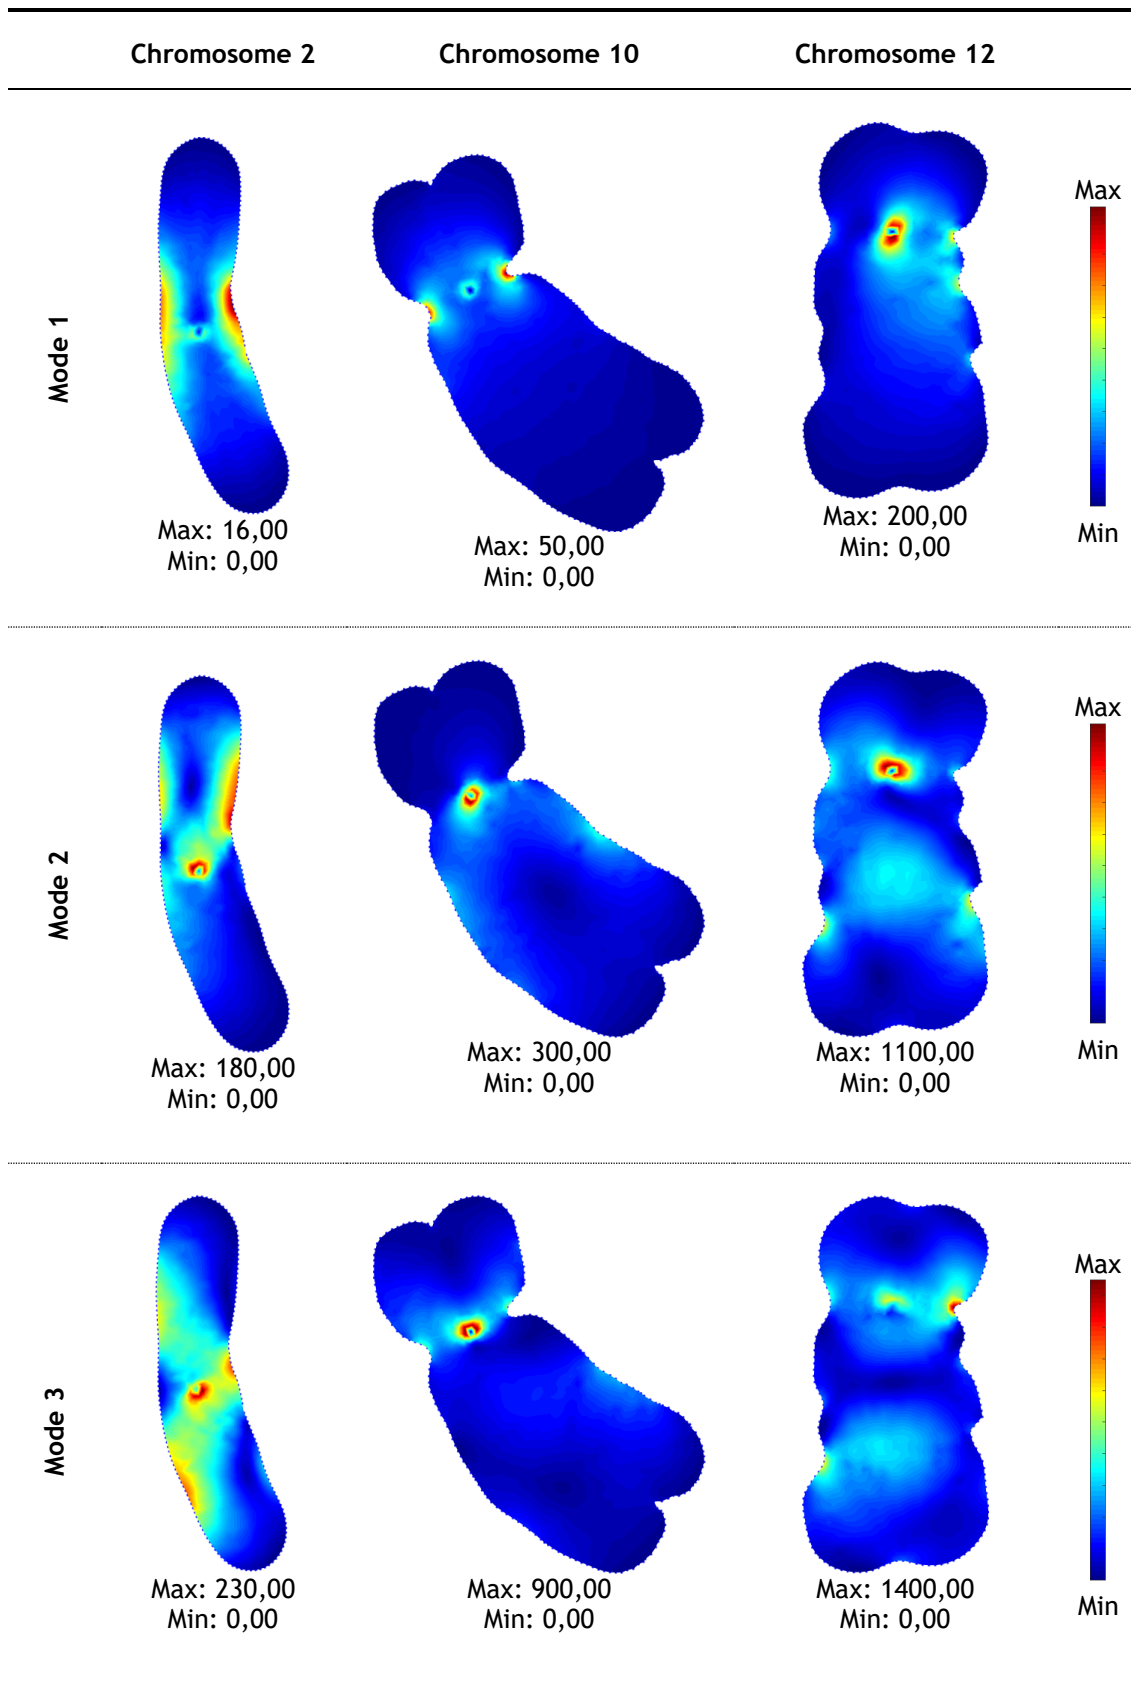 Chromosome 2 Chromosome 10 Chromosome 12
Mode 1
Max
Min
Max: 16,00
Min: 0,00
Max: 50,00
Min: 0,00
Max: 200,00
Min: 0,00
Mode 2
Max
Min
Max: 180,00
Min: 0,00
Max: 300,00
Min: 0,00
Max: 1100,00
Min: 0,00
Mode 3
Max
Min
Max: 230,00
Min: 0,00
Max: 900,00
Min: 0,00
Max: 1400,00
Min: 0,00